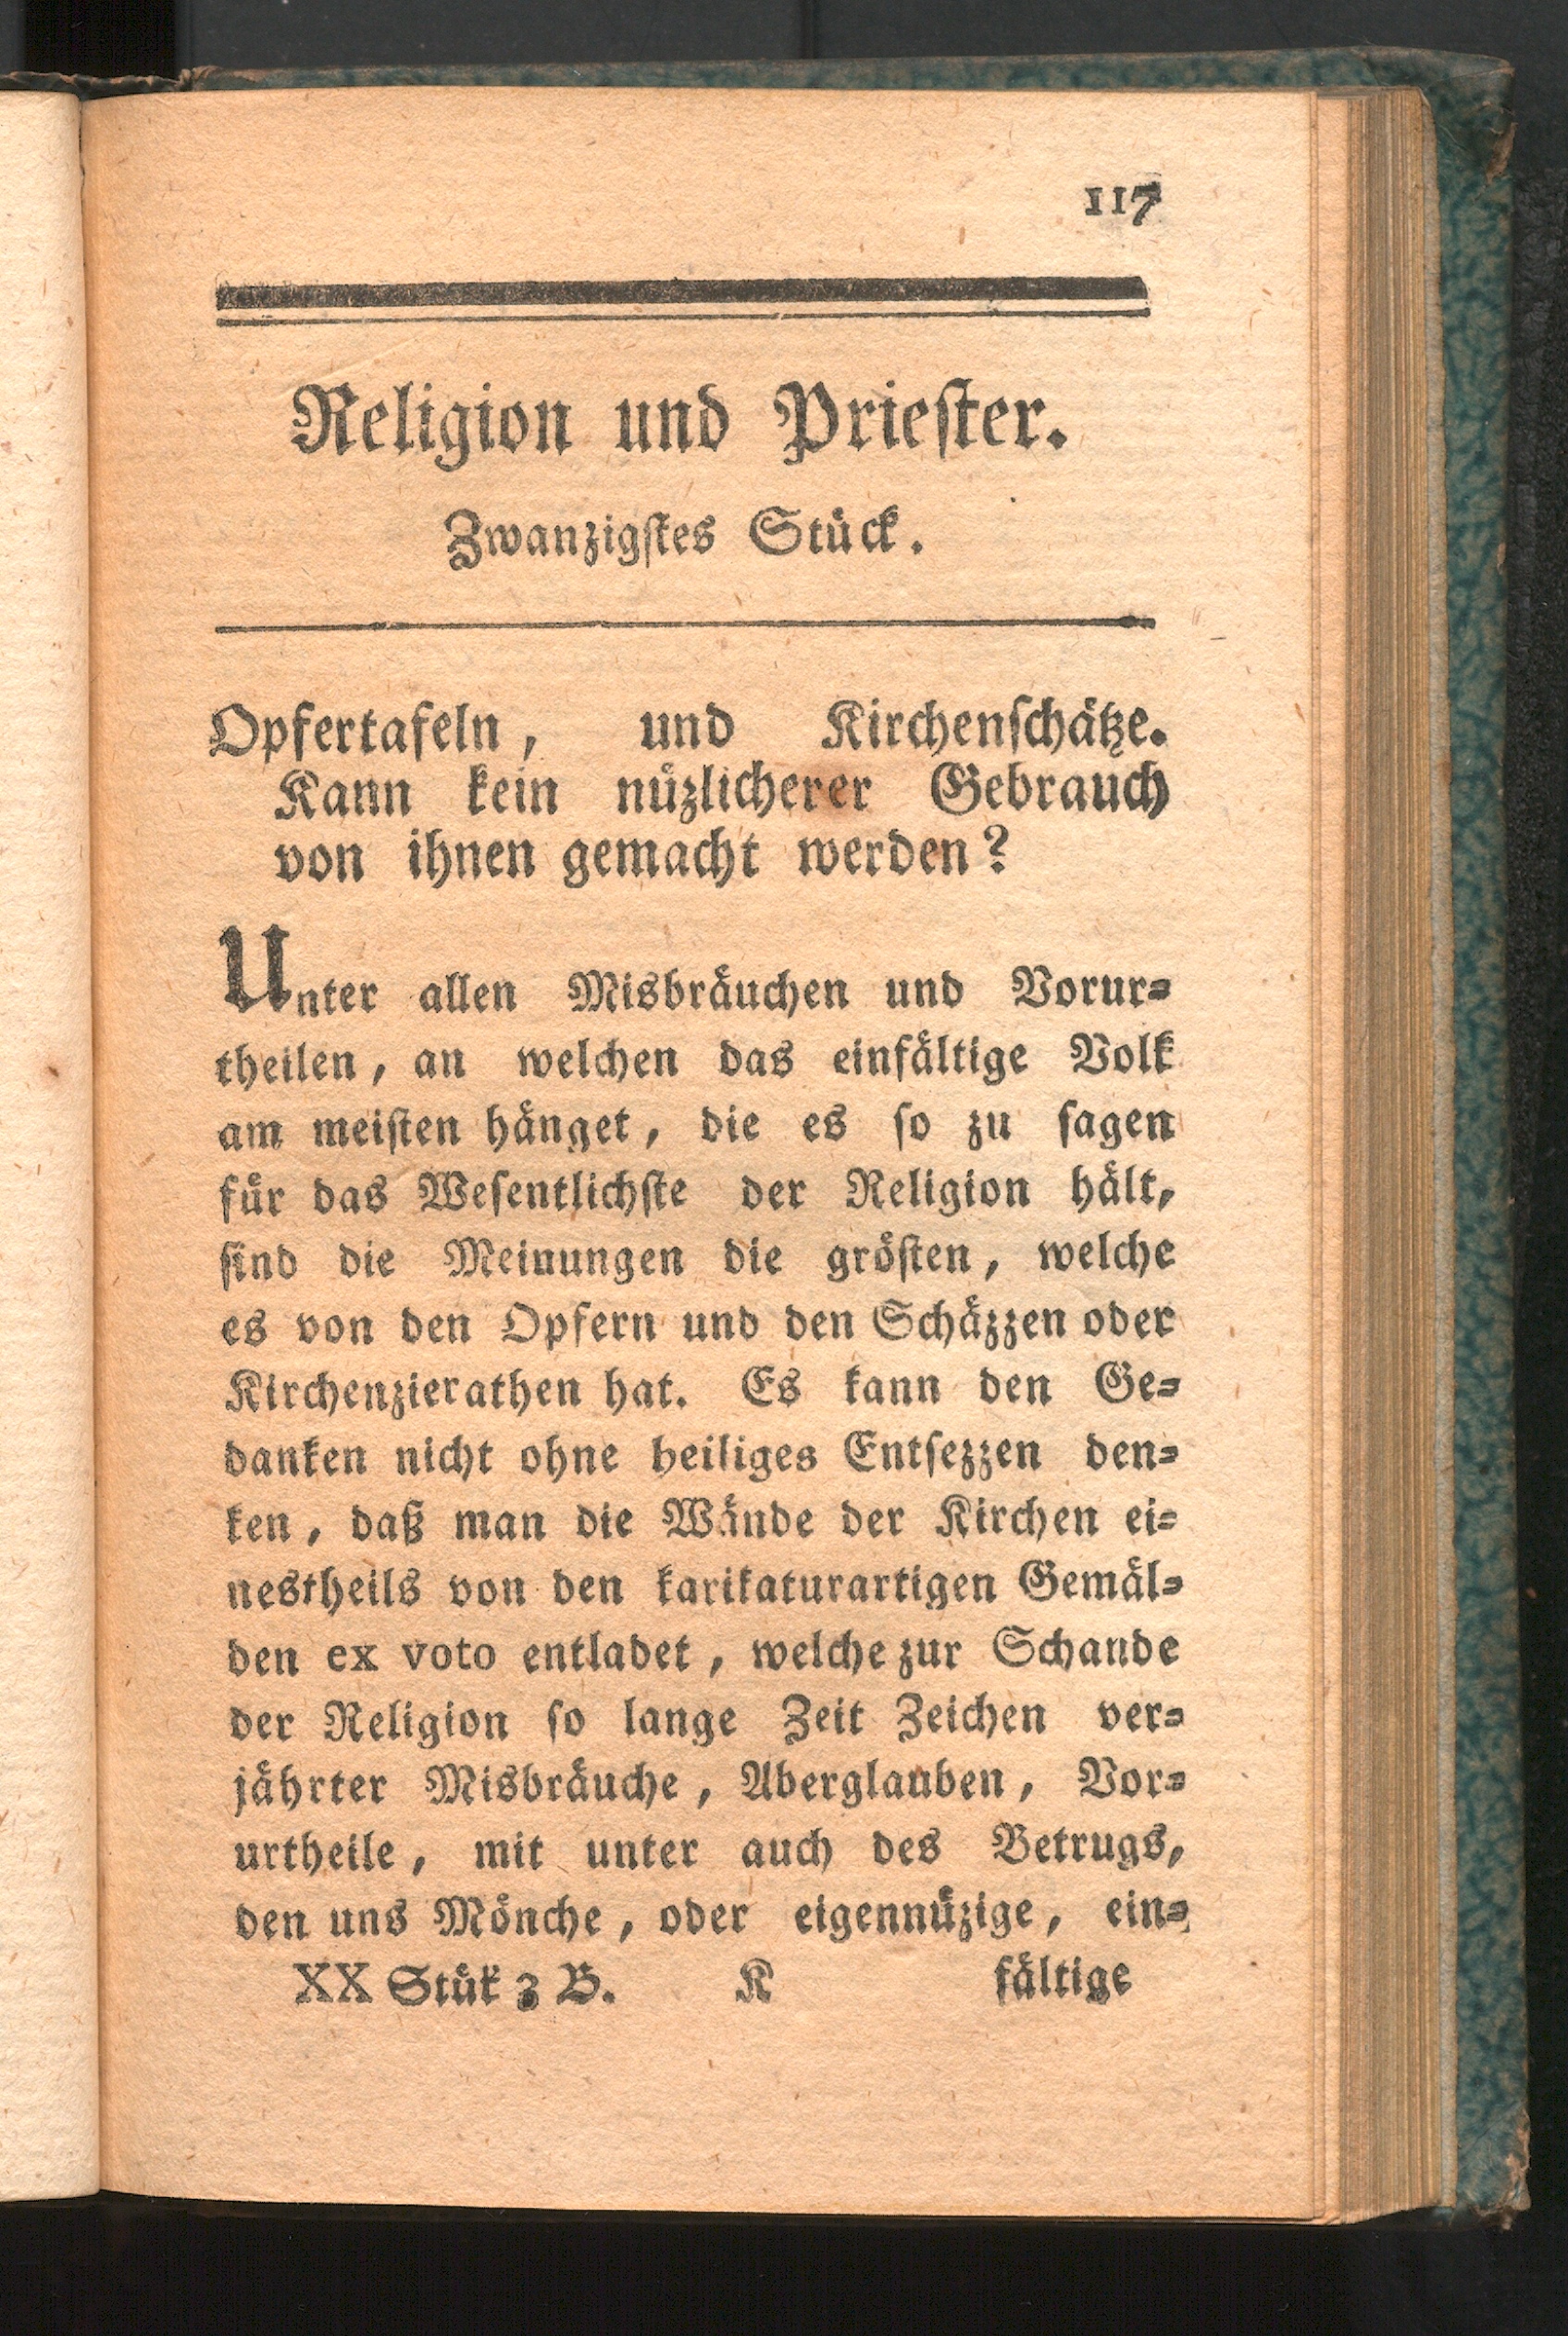 117
Religion und Prieſter.
Zwanzigſtes Stück.
Opfertafeln, und Kirchenſchätze.
Kann kein nüzlicherer Gebrauch
von ihnen gemacht werden?
Unter allen Misbräuchen und Vorur⸗
theilen, an welchen das einfältige Volk
am meiſten hänget, die es ſo zu ſagen
für das Weſentlichſte der Religion hält,
ſind die Meinungen die gröſten, welche
es von den Opfern und den Schäzzen oder
Kirchenzierathen hat. Es kann den Ge⸗
danken nicht ohne heiliges Entſezzen den⸗
ken, daß man die Wände der Kirchen ei⸗
nestheils von den karikaturartigen Gemäl⸗
den ex voto entladet, welche zur Schande
der Religion ſo lange Zeit Zeichen ver⸗
jährter Misbräuche, Aberglauben, Vor⸗
urtheile, mit unter auch des Betrugs,
den uns Mönche, oder eigennüzige, ein⸗
XX Stük 3 B. K fältige